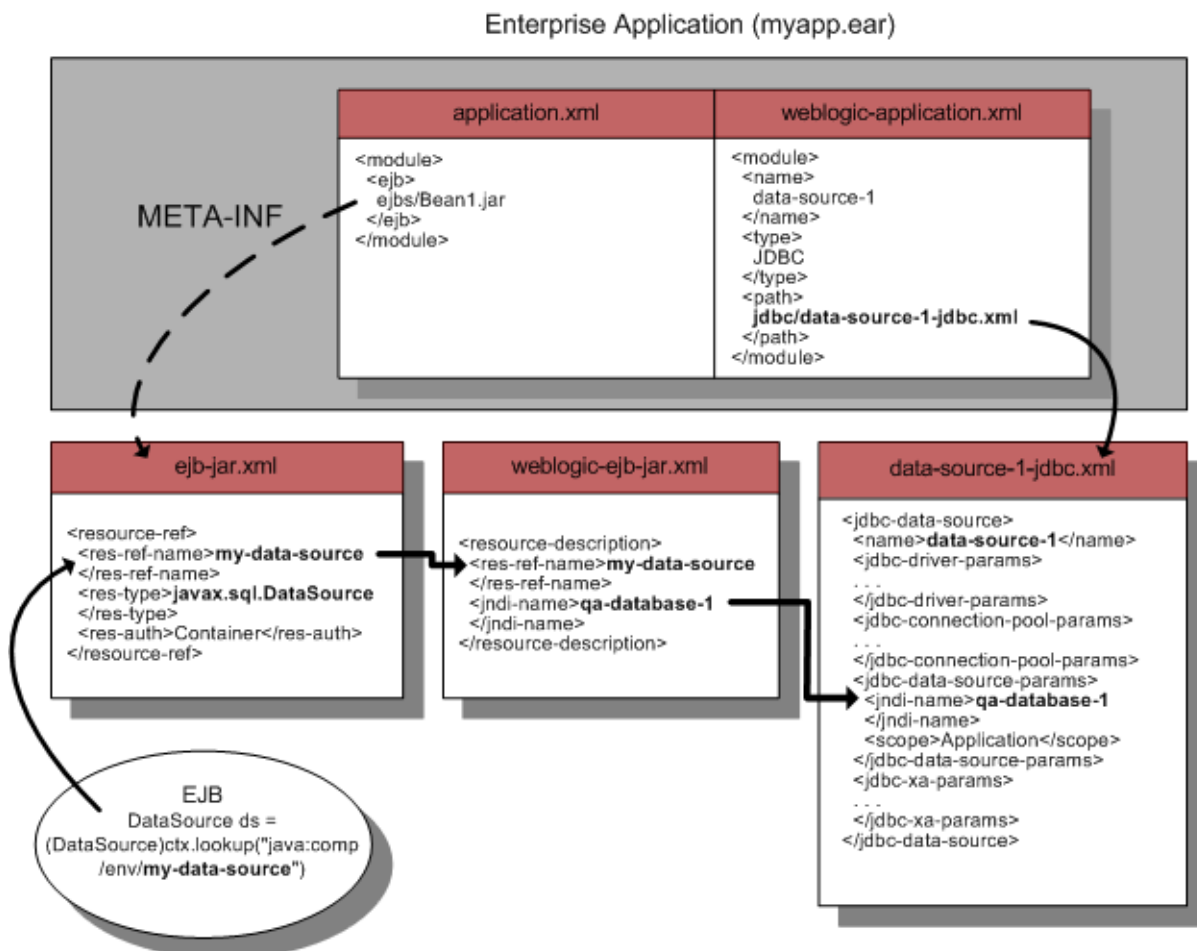 Enterprise Application (myapp.ear)
META-INF
application.xml
<module>
<ejb>
ejbs/Bean1.jar
</ejb>
</module>
weblogic-application.xml
<module>
<name>
data-source-1
</name>
<type>
JDBC
</type>
<path>
jdbc/data-source-1-jdbc.xml
</path>
</module>
ejb-jar.xml
<resource-ref>
<res-ref-name>my-data-source
</res-ref-name>
<res-type>javax.sql.DataSource
</res-type>
<res-auth>Container</res-auth>
</resource-ref>
weblogic-ejb-jar.xml
<resource-description>
<res-ref-name>my-data-source
</res-ref-name>
<jndi-name>qa-database-1
</jndi-name>
</resource-description>
data-source-1-jdbc.xml
<jdbc-data-source>
<name>data-source-1</name>
<jdbc-driver-params>
. . .
</jdbc-driver-params>
<jdbc-connection-pool-params>
. . .
</jdbc-connection-pool-params>
<jdbc-data-source-params>
<jndi-name>qa-database-1
</jndi-name>
<scope>Application</scope>
</jdbc-data-source-params>
<jdbc-xa-params>
. . .
</jdbc-xa-params>
</jdbc-data-source>
EJB
DataSource ds =
(DataSource)ctx.lookup("java:comp
/env/my-data-source")